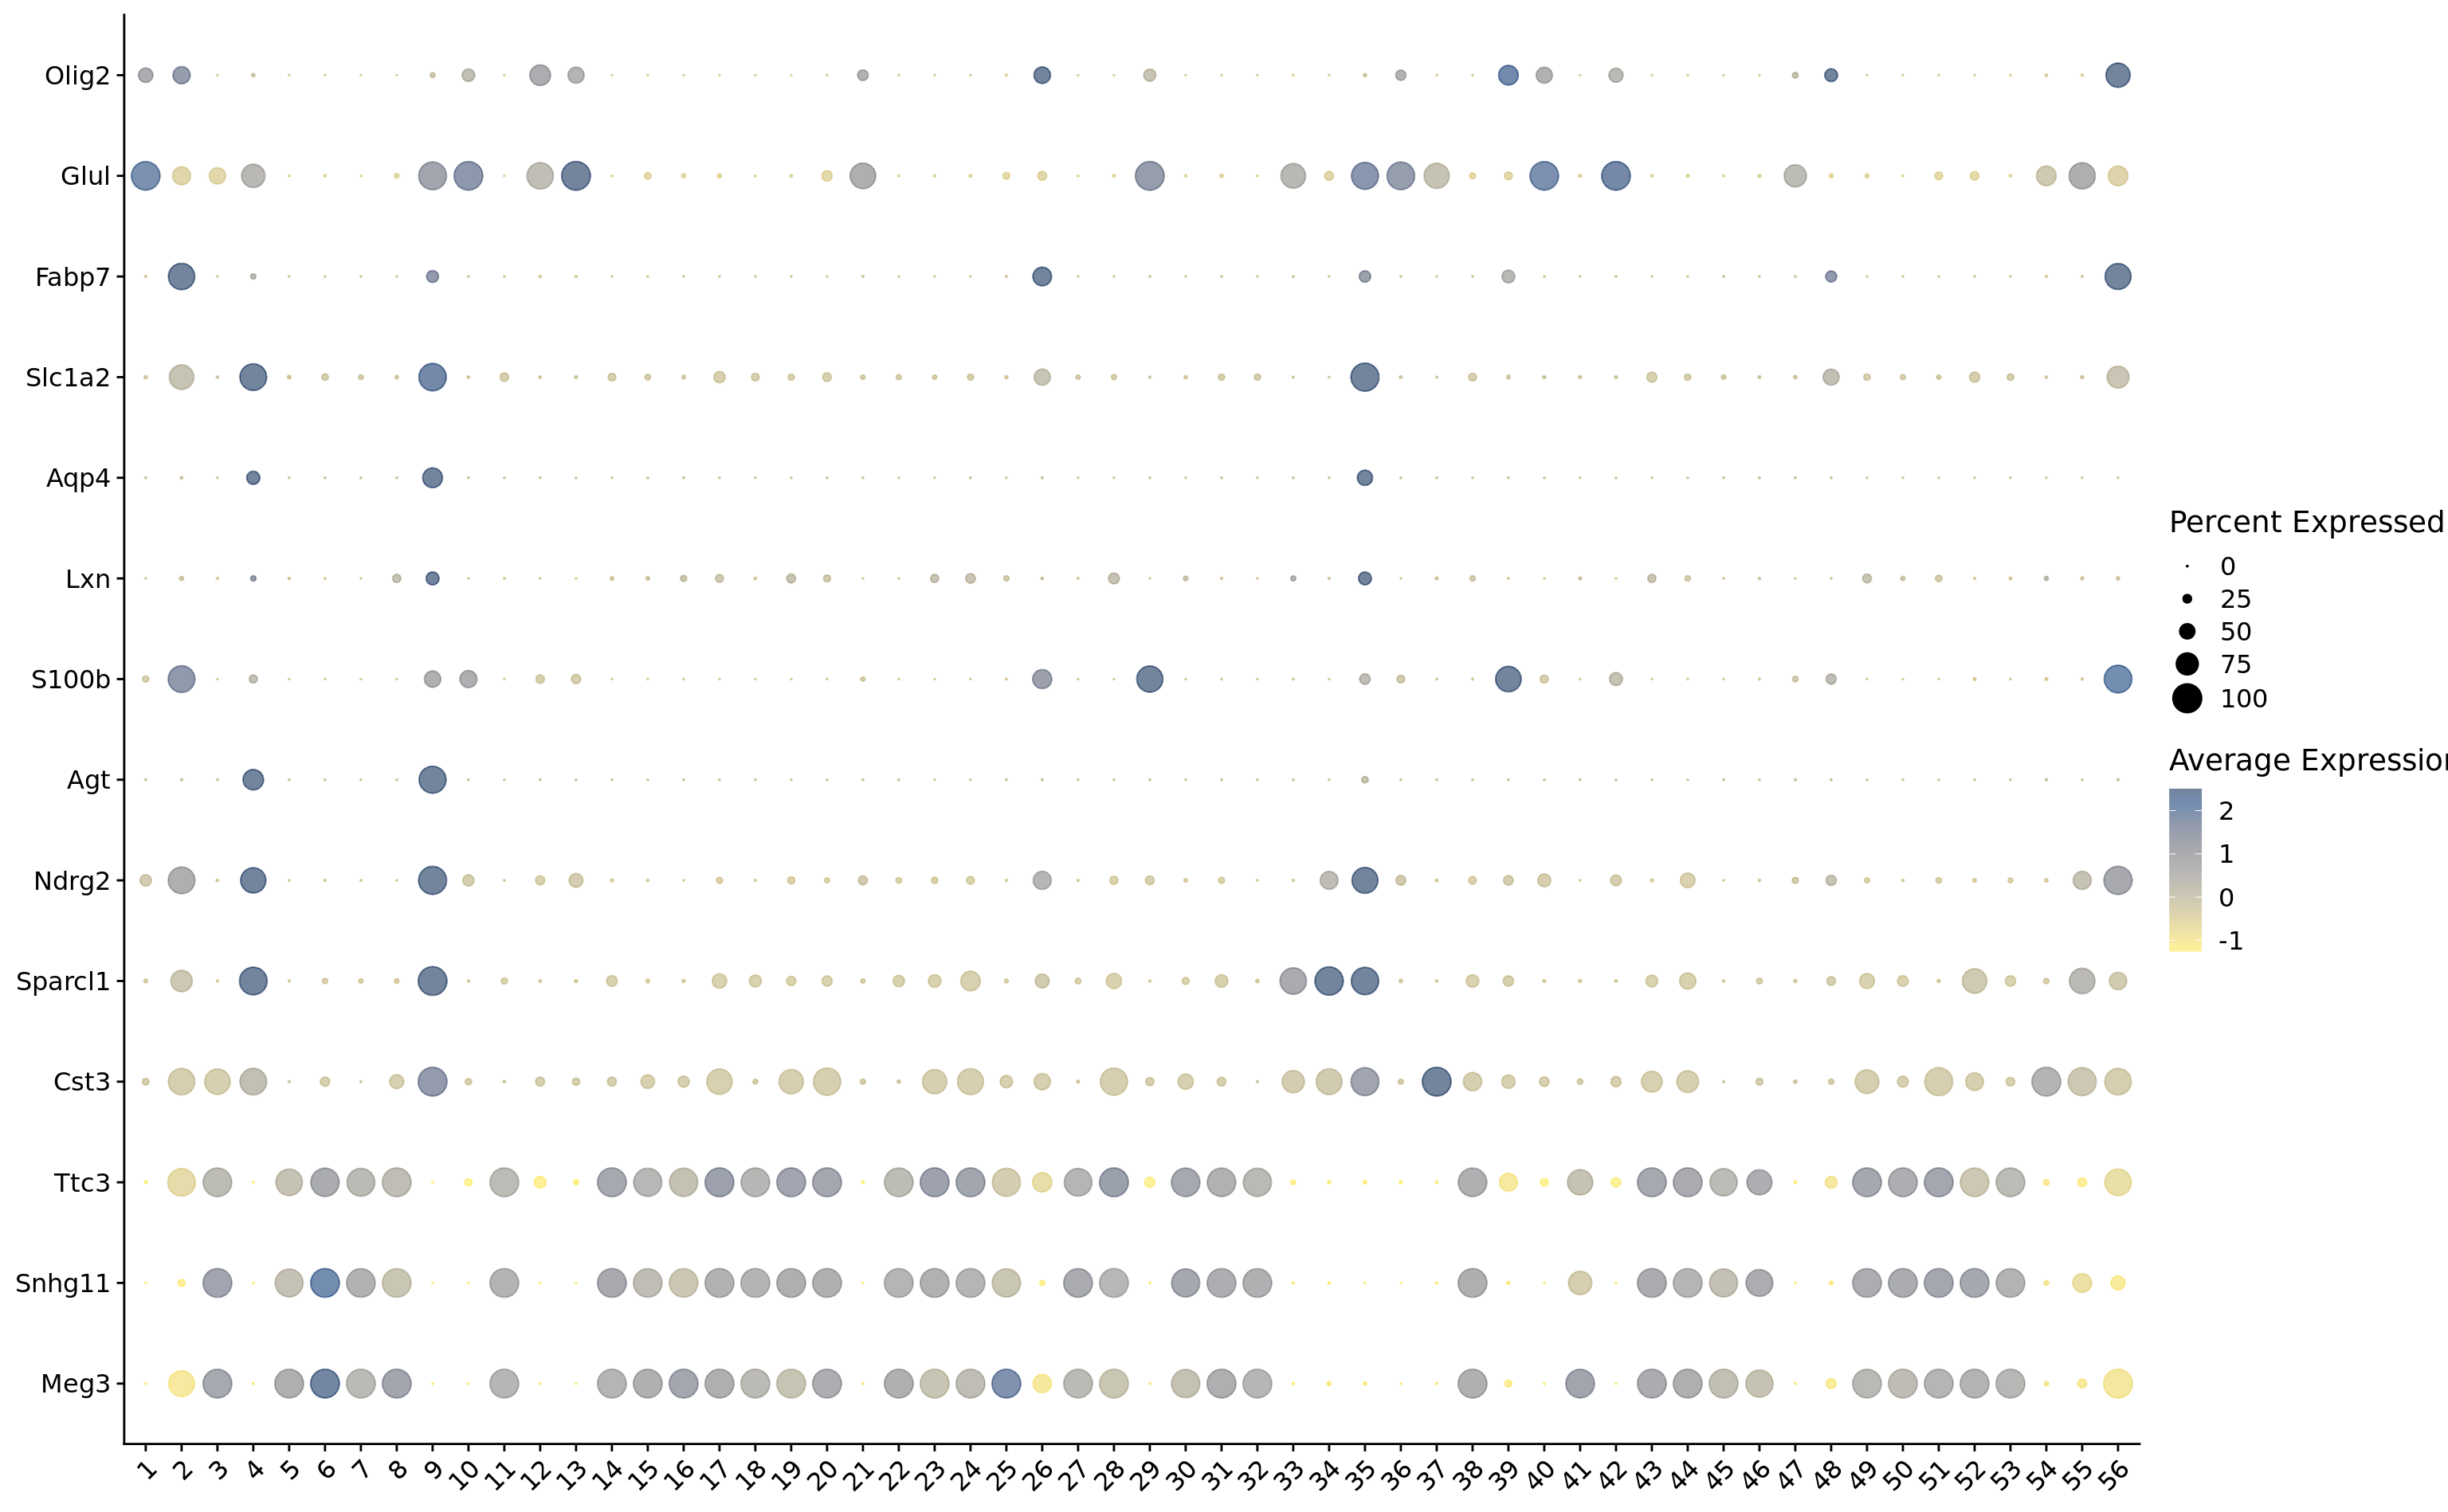 Olig2
Glul
Fabp7
Slc1a2
Aqp4
Lxn
S100b
Agt
Ndrg2
Sparcl1
Cst3
Ttc3
Snhg11
Meg3
1 2 3 4 5 6 7 8 9 10 11 12 13 14 15 16 17 18 19 20 21 22 23 24 25 26 27 28 29 30 31 32 33 34 35 36 37 38 39 40 41 42 43 44 45 46 47 48 49 50 51 52 53 54 55 56
Percent Expressed
0
25
50
75
100
Average Expression
2
1
0
-1